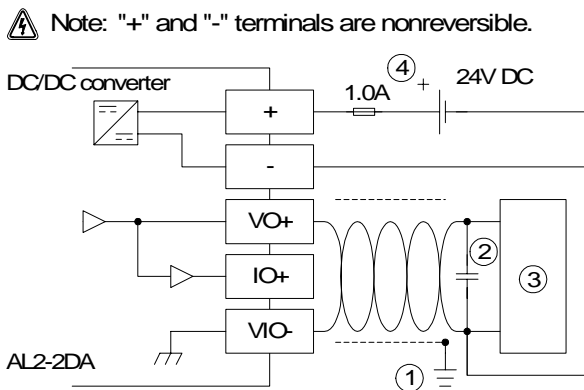 Note: "+" and "-" terminals are nonreversible.
DC/DC converter
④
+
24V DC
1.0A
+
-
VO+
②
IO+
③
VIO-
AL2-2DA
①